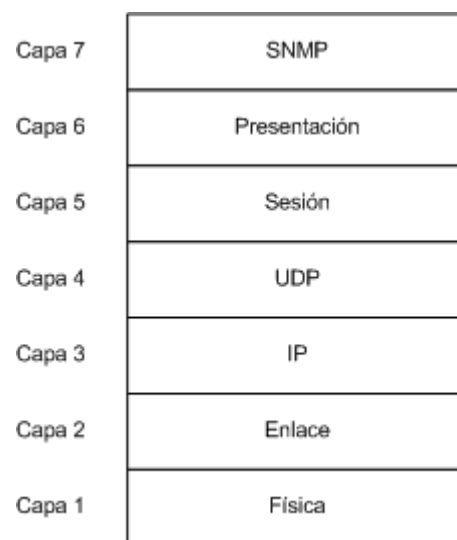 Capa 7 SNMP
Capa 6 Presentación
Capa 5 Sesión
Capa 4 UDP
Capa 3 IP
Capa 2 Enlace
Capa 1 Física